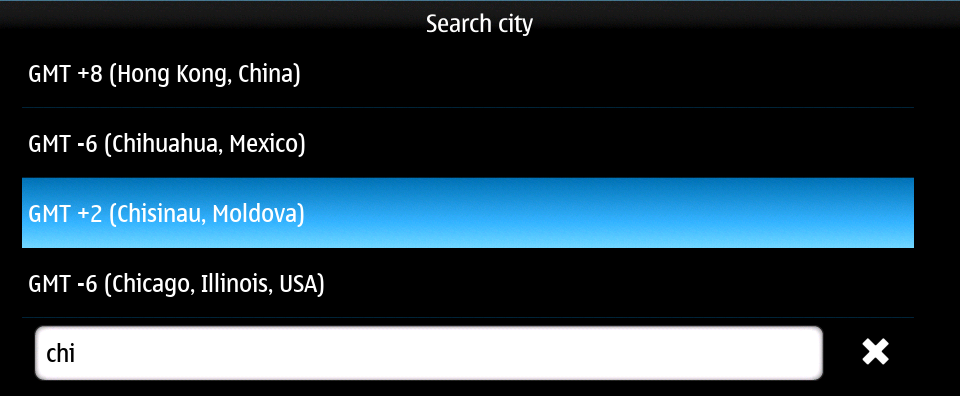 Search city
GMT +8 (Hong Kong, China)
GMT -6 (Chihuahua, Mexico)
GMT +2 (Chisinau, Moldova)
GMT -6 (Chicago, Illinois, USA)
chi